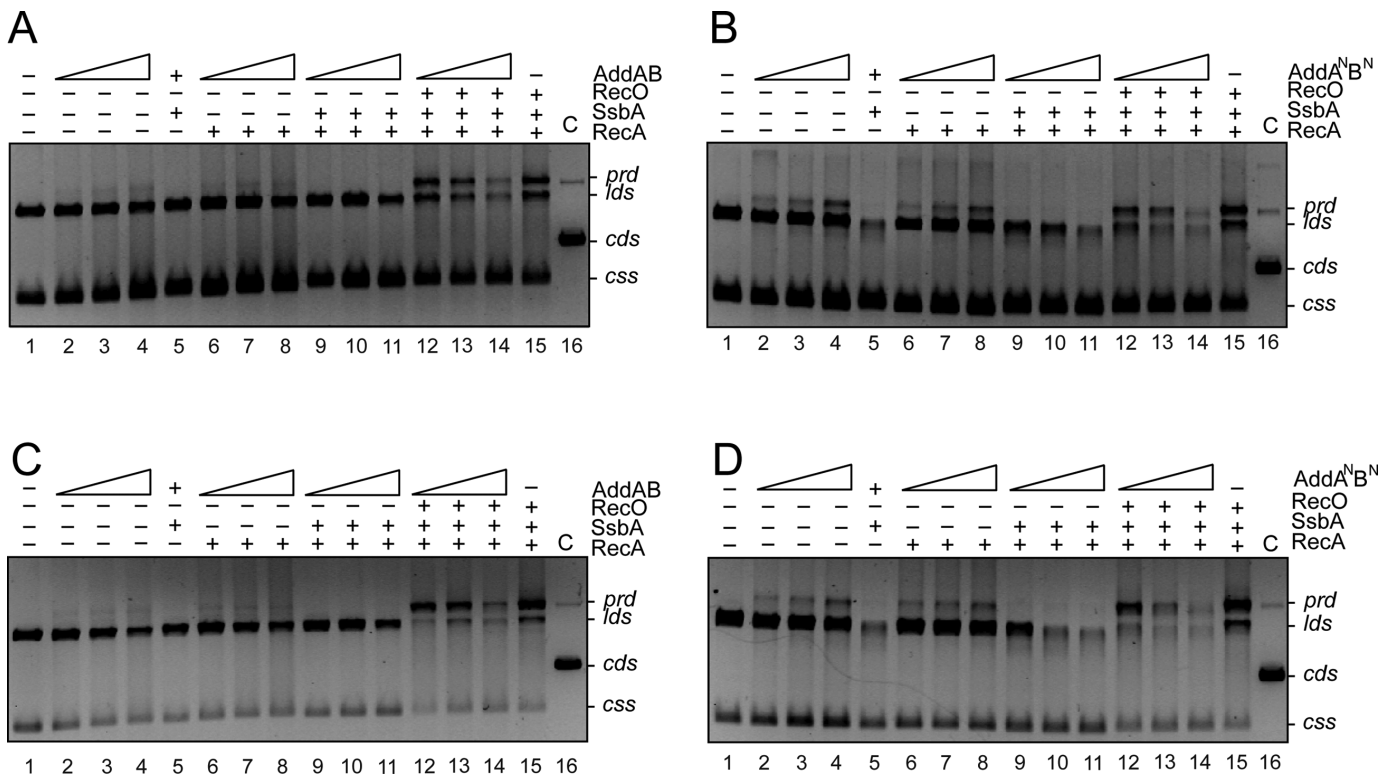 A
– + – AddAB
– – – – – – – – – – – + + + + RecO
– – – – + – – – + + + + + + + SsbA
– – – – – + + + + + + + + + + RecA
C
prd
lds
cds
css
1 2 3 4 5 6 7 8 9 10 11 12 13 14 15 16
B
– + – AddAᴺBᴺ
– – – – – – – – – – – + + + + RecO
– – – – + – – – + + + + + + + SsbA
– – – – – + + + + + + + + + + RecA
C
prd
lds
cds
css
1 2 3 4 5 6 7 8 9 10 11 12 13 14 15 16
C
– + – AddAB
– – – – – – – – – – – + + + + RecO
– – – – + – – – + + + + + + + SsbA
– – – – – + + + + + + + + + + RecA
C
prd
lds
cds
css
1 2 3 4 5 6 7 8 9 10 11 12 13 14 15 16
D
– + – AddAᴺBᴺ
– – – – – – – – – – – + + + + RecO
– – – – + – – – + + + + + + + SsbA
– – – – – + + + + + + + + + + RecA
C
prd
lds
cds
css
1 2 3 4 5 6 7 8 9 10 11 12 13 14 15 16